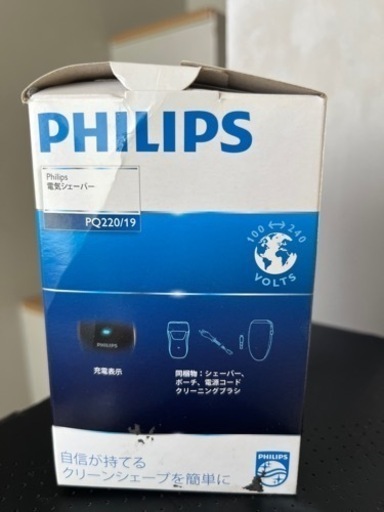 PHILIPS
Philips
電気シェーバー
PQ220/19
100 ↔ 240
VOLTS
PHILIPS
充電表示
同梱物：シェーバー、
ポーチ、電源コード
クリーニングブラシ
自信が持てる
クリーンシェーブを簡単に
PHILIPS